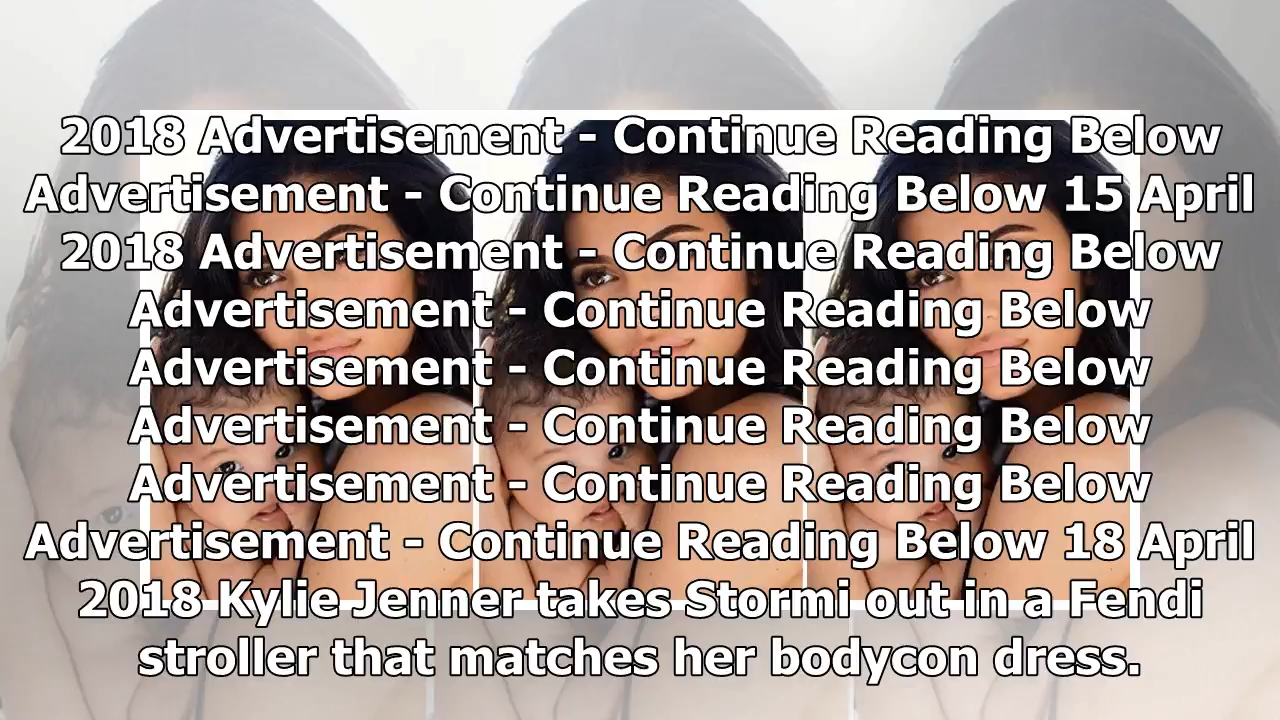 2018 Advertisement - Continue Reading Below
Advertisement - Continue Reading Below 15 April
2018 Advertisement - Continue Reading Below
Advertisement - Continue Reading Below
Advertisement - Continue Reading Below
Advertisement - Continue Reading Below
Advertisement - Continue Reading Below
Advertisement - Continue Reading Below 18 April
2018 Kylie Jenner takes Stormi out in a Fendi
stroller that matches her bodycon dress.